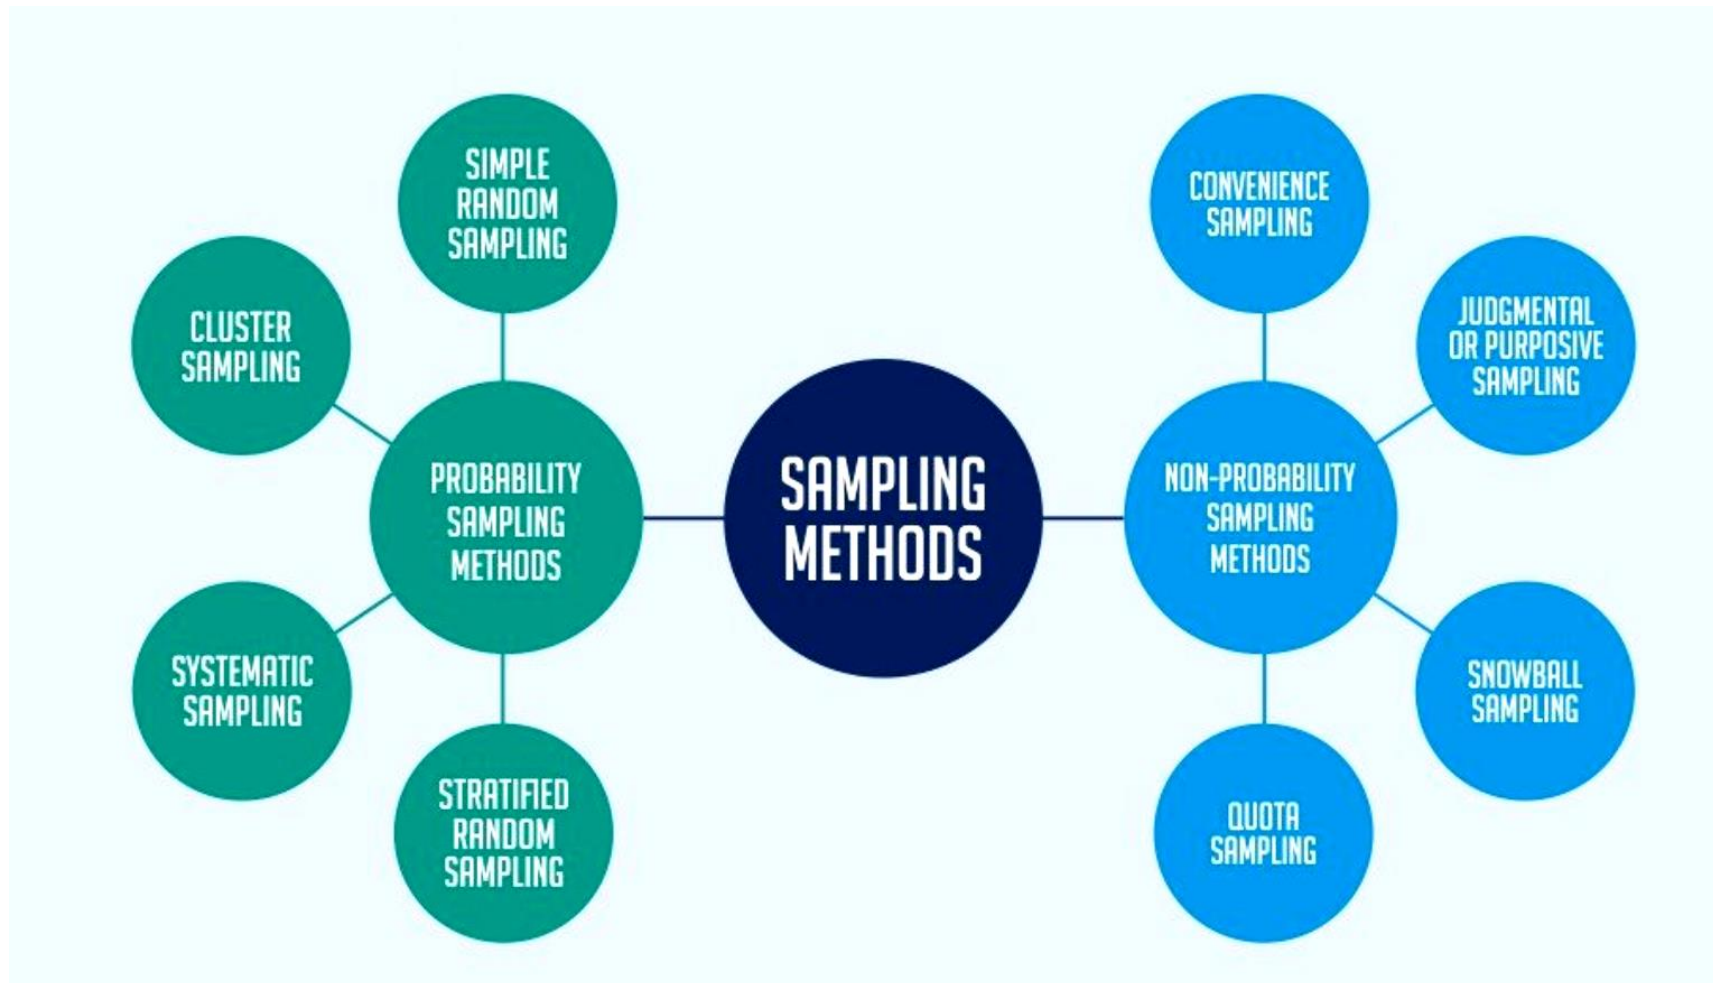 SIMPLE
RANDOM
SAMPLING
CLUSTER
SAMPLING
PROBABILITY
SAMPLING
METHODS
SYSTEMATIC
SAMPLING
STRATIFIED
RANDOM
SAMPLING
SAMPLING
METHODS
CONVENIENCE
SAMPLING
JUDGMENTAL
OR PURPOSIVE
SAMPLING
NON-PROBABILITY
SAMPLING
METHODS
SNOWBALL
SAMPLING
QUOTA
SAMPLING